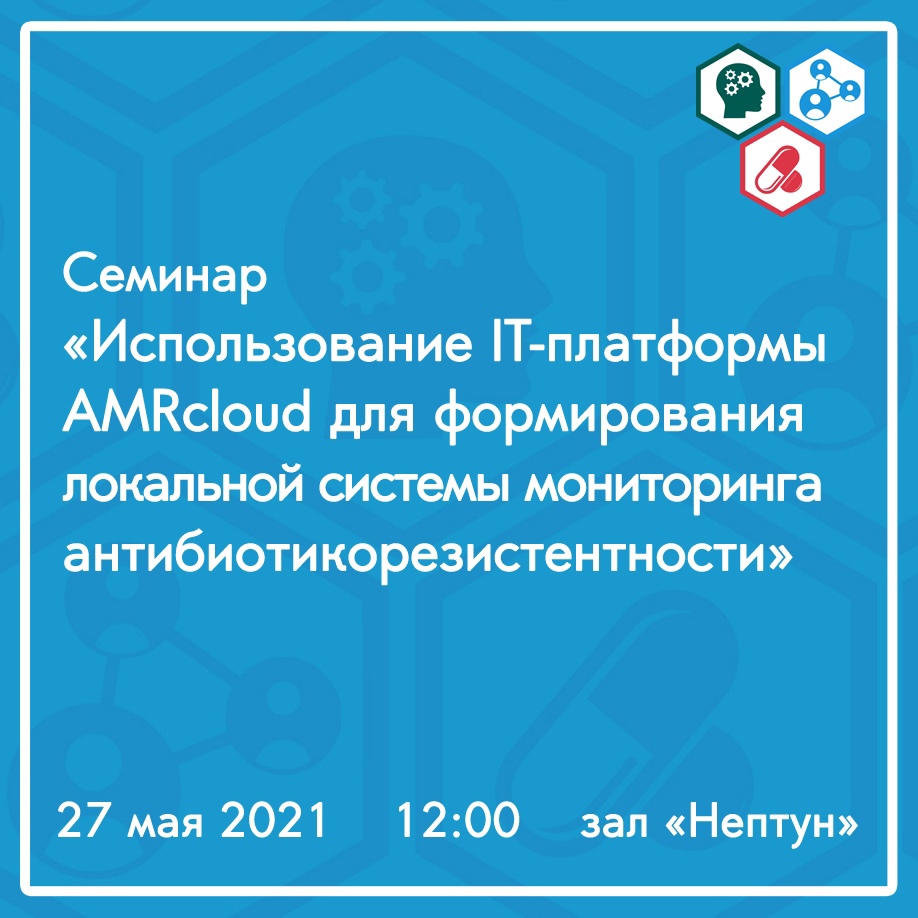 Семинар
«Использование IT-платформы
AMRcloud для формирования
локальной системы мониторинга
антибиотикорезистентности»
27 мая 2021 12:00 зал «Нептун»